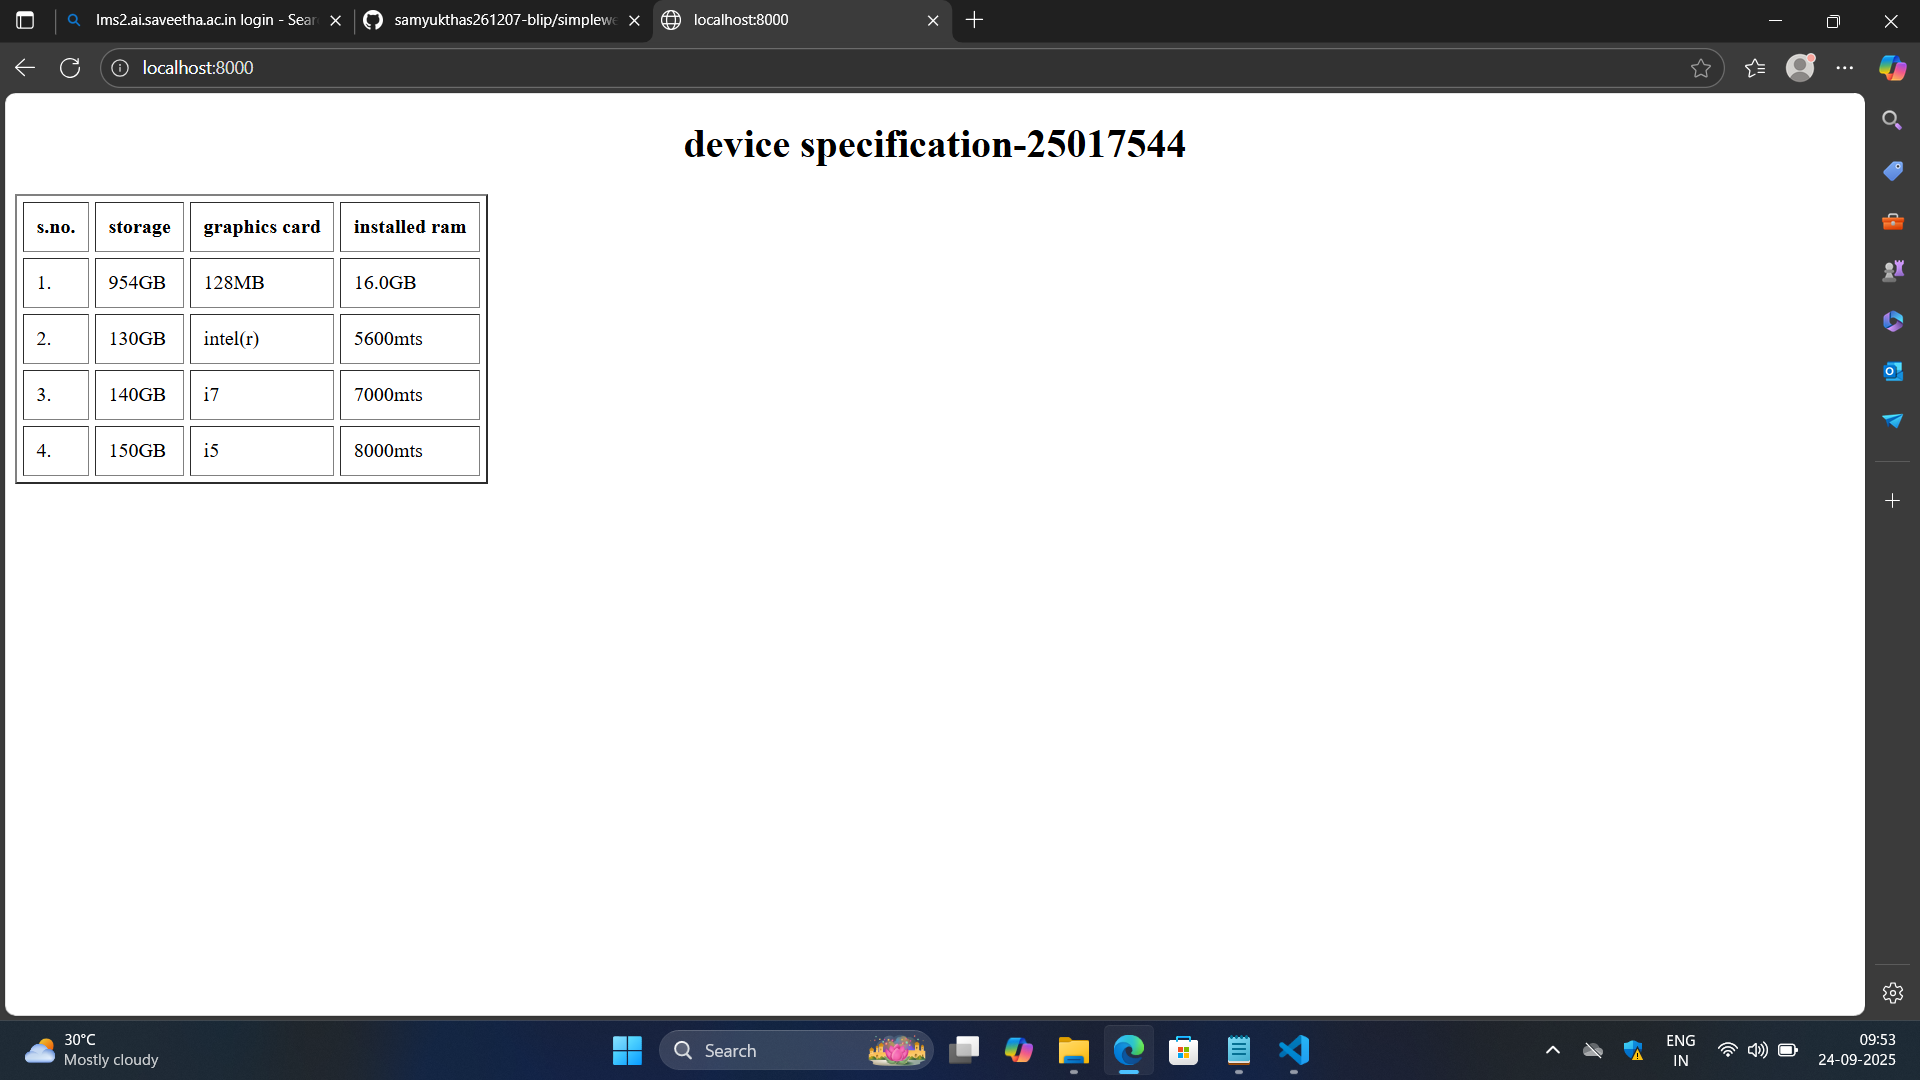 lms2.ai.saveetha.ac.in login - Sear
samyukthas261207-blip/simplewe
localhost:8000
localhost:8000
device specification-25017544
s.no. storage graphics card installed ram
1. 954GB 128MB 16.0GB
2. 130GB intel(r) 5600mts
3. 140GB i7 7000mts
4. 150GB i5 8000mts
30°C
Mostly cloudy
Search
ENG
IN
09:53
24-09-2025